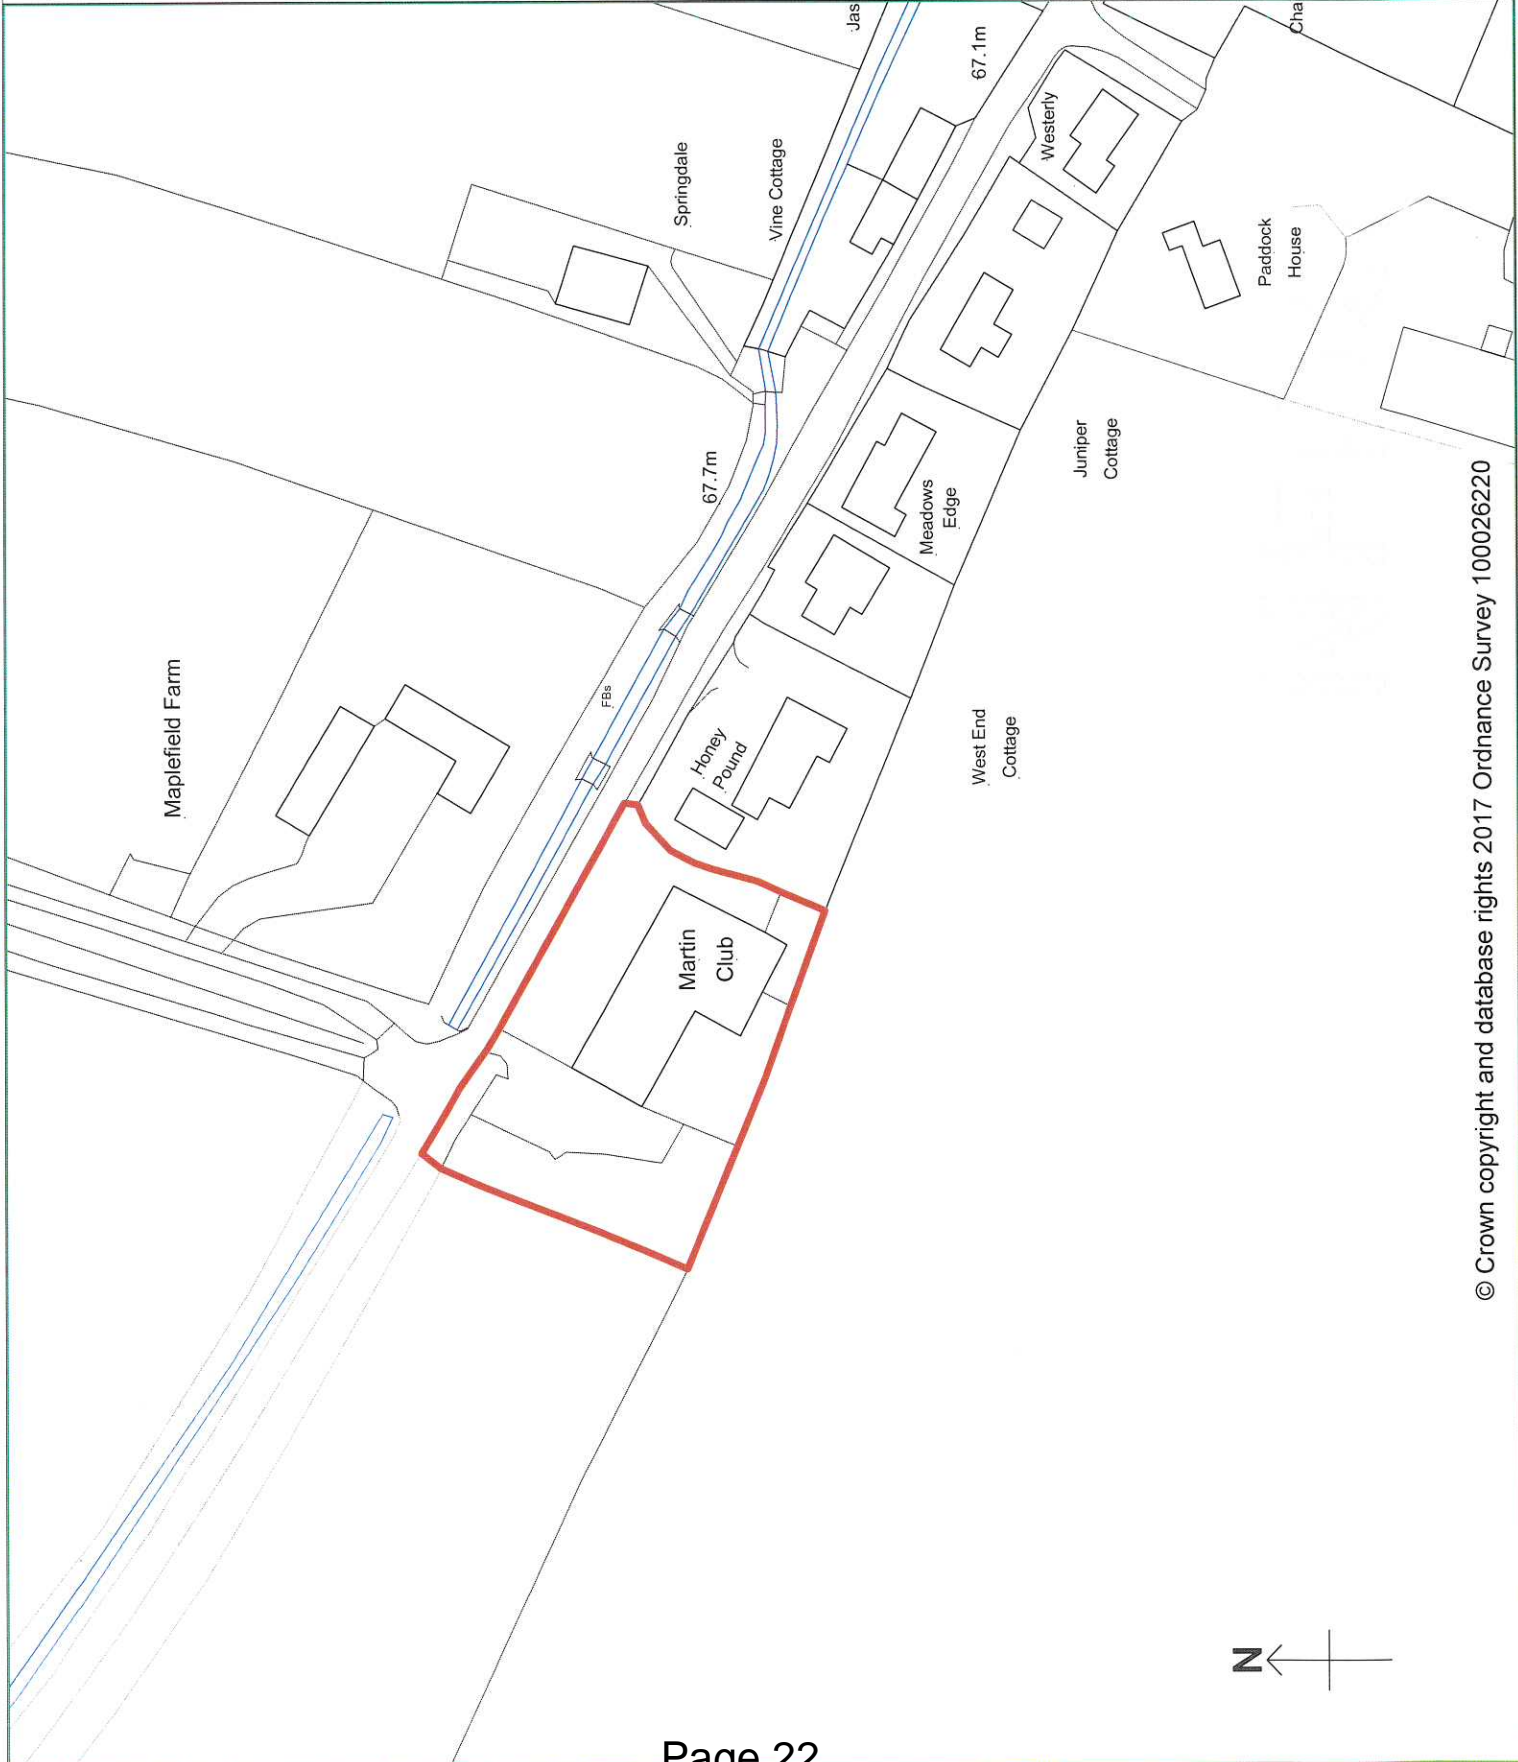 Maplefield Farm
Springdale
Vine Cottage
Jas
67.1m
Cha
Westerly
67.7m
FBs
Paddock
House
Juniper
Cottage
Meadows
Edge
Honey
Pound
West End
Cottage
Martin
Club
N
© Crown copyright and database rights 2017 Ordnance Survey 100026220
Page 22